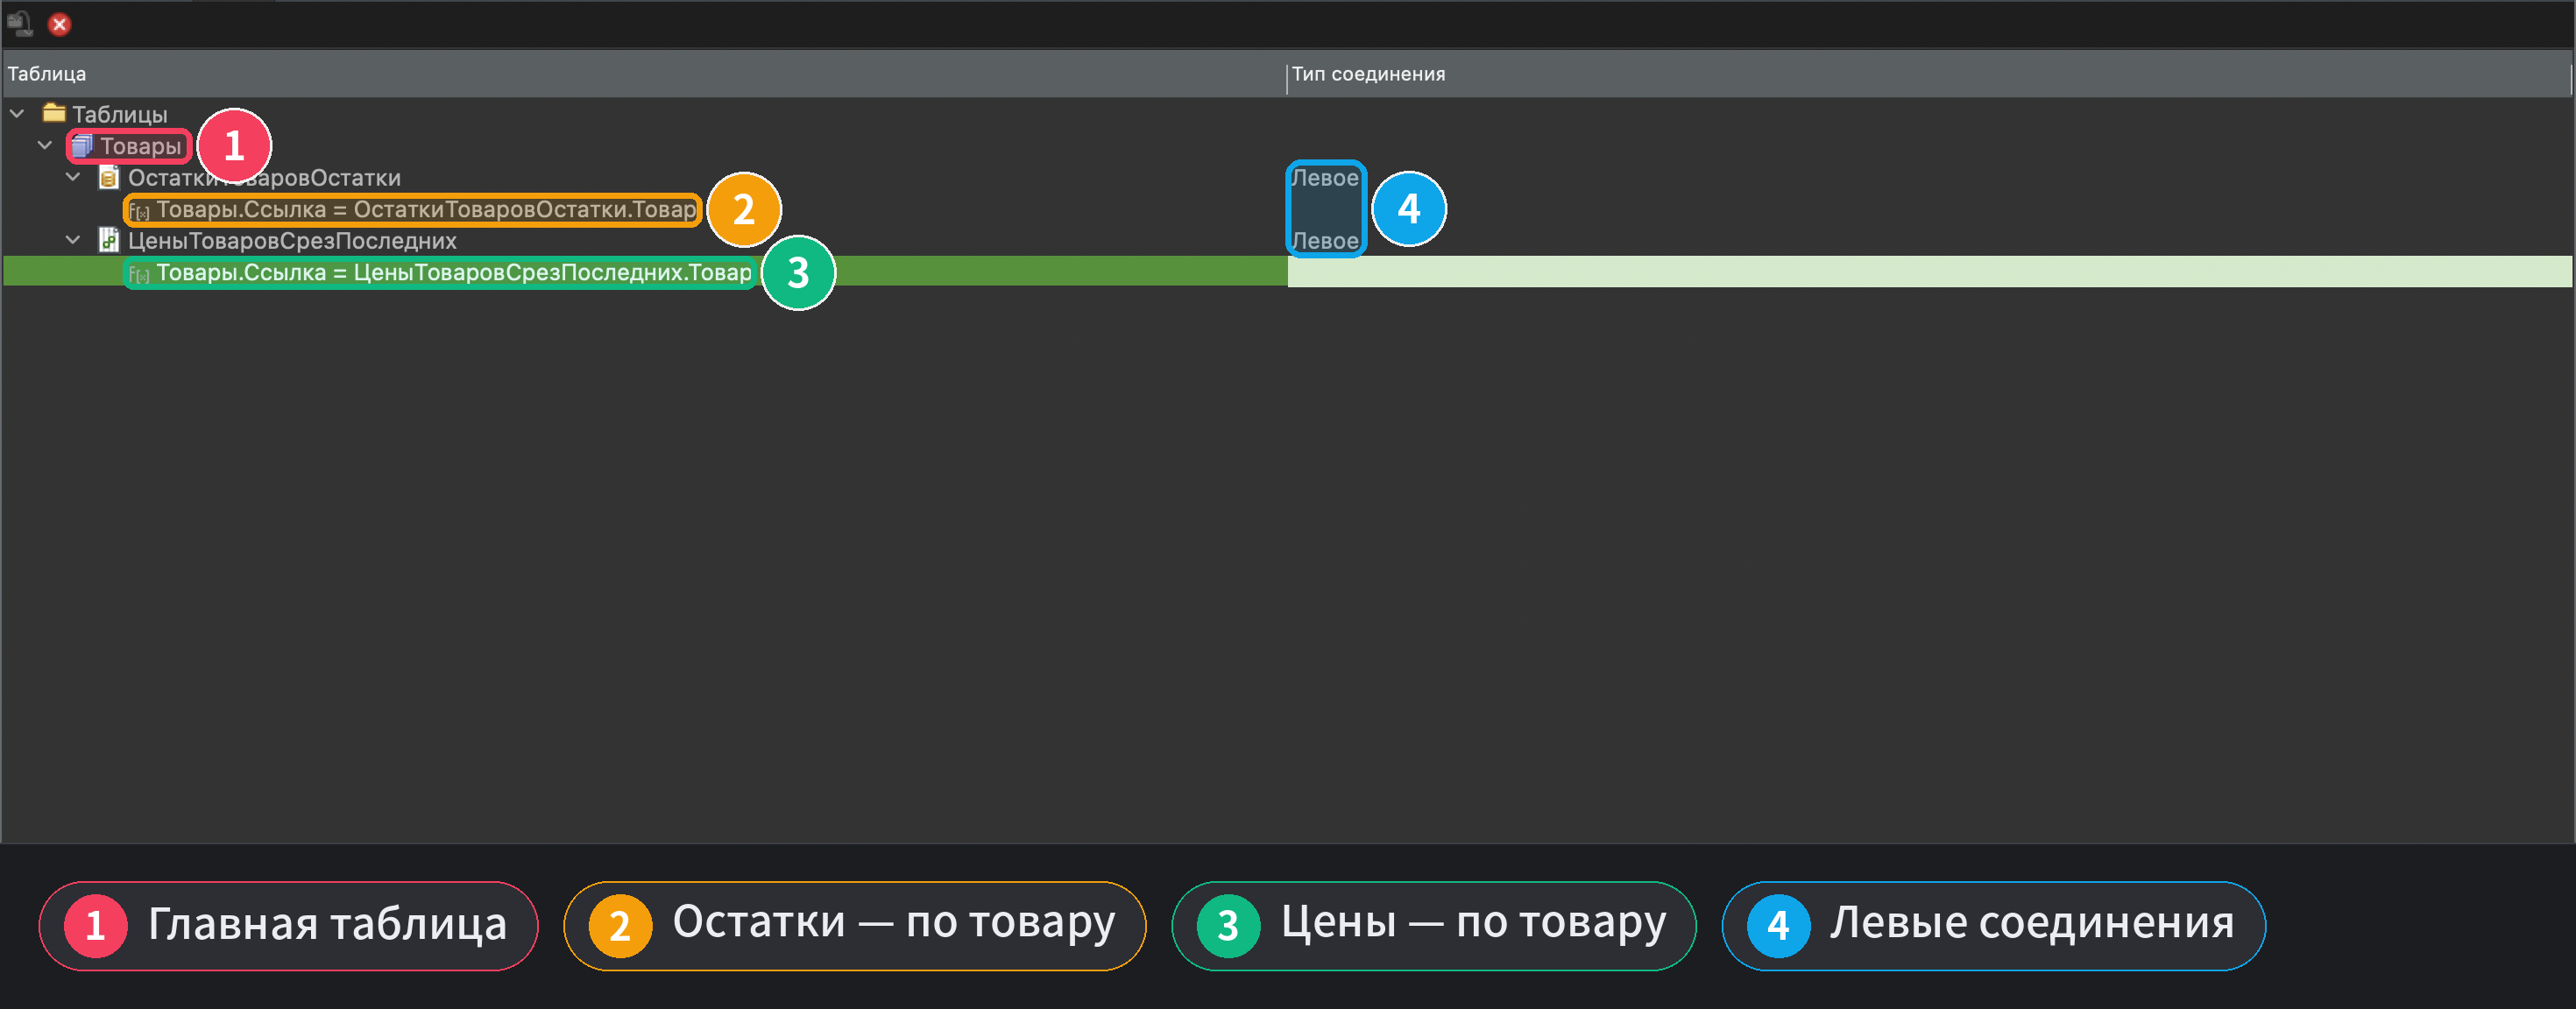 Таблица Тип соединения
Таблицы
Товары 1
ОстаткиТоваровОстатки Левое
Товары.Ссылка = ОстаткиТоваровОстатки.Товар 2 4
ЦеныТоваровСрезПоследних Левое
Товары.Ссылка = ЦеныТоваровСрезПоследних.Товар 3
1 Главная таблица 2 Остатки — по товару 3 Цены — по товару 4 Левые соединения